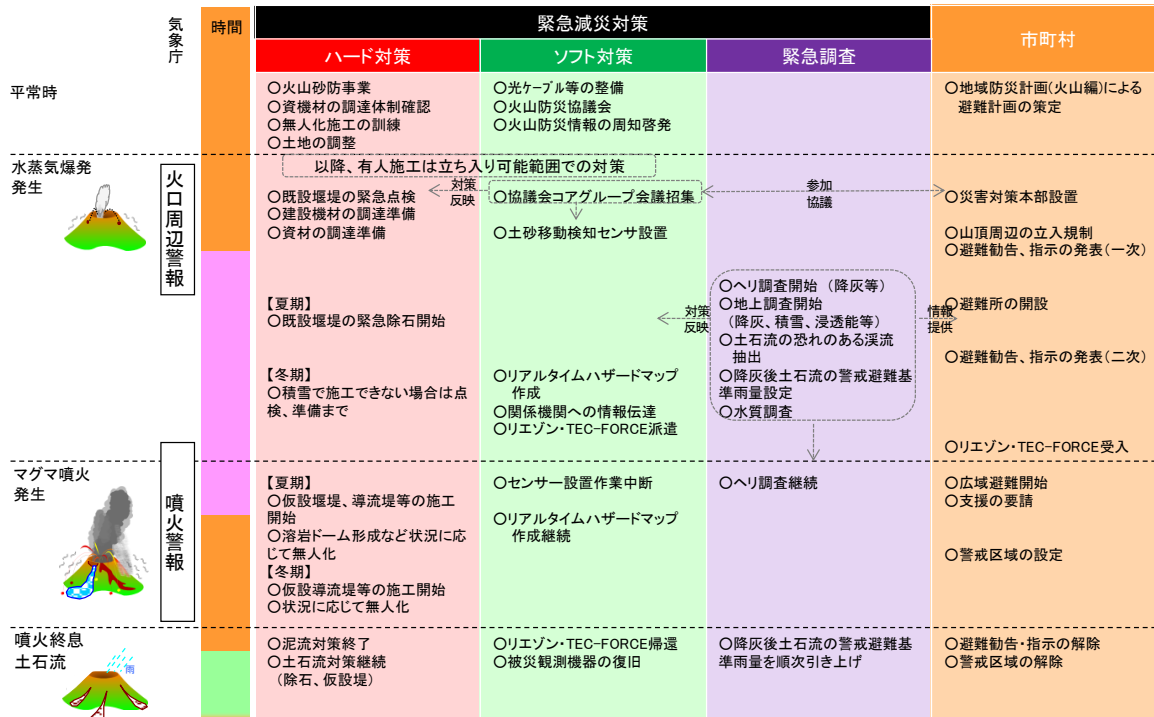 気象庁
時間
緊急減災対策
市町村
ハード対策
ソフト対策
緊急調査
平常時
○火山砂防事業
○資機材の調達体制確認
○無人化施工の訓練
○土地の調整
○光ケーブル等の整備
○火山防災協議会
○火山防災情報の周知啓発
○地域防災計画(火山編)による
避難計画の策定
以降、有人施工は立ち入り可能範囲での対策
水蒸気爆発
発生
火口周辺警報
○既設堰堤の緊急点検
○建設機材の調達準備
○資材の調達準備
対策
反映
○協議会コアグループ会議招集
○土砂移動検知センサ設置
参加
協議
○災害対策本部設置
○山頂周辺の立入規制
○避難勧告、指示の発表(一次)
【夏期】
○既設堰堤の緊急除石開始
対策
反映
○ヘリ調査開始 (降灰等)
○地上調査開始
(降灰、積雪、浸透能等)
○土石流の恐れのある渓流
抽出
○降灰後土石流の警戒避難基
準雨量設定
○水質調査
情報
提供
○避難所の開設
○避難勧告、指示の発表(二次)
【冬期】
○積雪で施工できない場合は点
検、準備まで
○リアルタイムハザードマップ
作成
○関係機関への情報伝達
○リエゾン・TEC-FORCE派遣
○リエゾン・TEC-FORCE受入
マグマ噴火
発生
噴火警報
【夏期】
○仮設堰堤、導流堤等の施工
開始
○溶岩ドーム形成など状況に応
じて無人化
【冬期】
○仮設導流堤等の施工開始
○状況に応じて無人化
○センサー設置作業中断
○リアルタイムハザードマップ
作成継続
○ヘリ調査継続
○広域避難開始
○支援の要請
○警戒区域の設定
噴火終息
土石流
雨
○泥流対策終了
○土石流対策継続
(除石、仮設堤)
○リエゾン・TEC-FORCE帰還
○被災観測機器の復旧
○降灰後土石流の警戒避難基
準雨量を順次引き上げ
○避難勧告・指示の解除
○警戒区域の解除